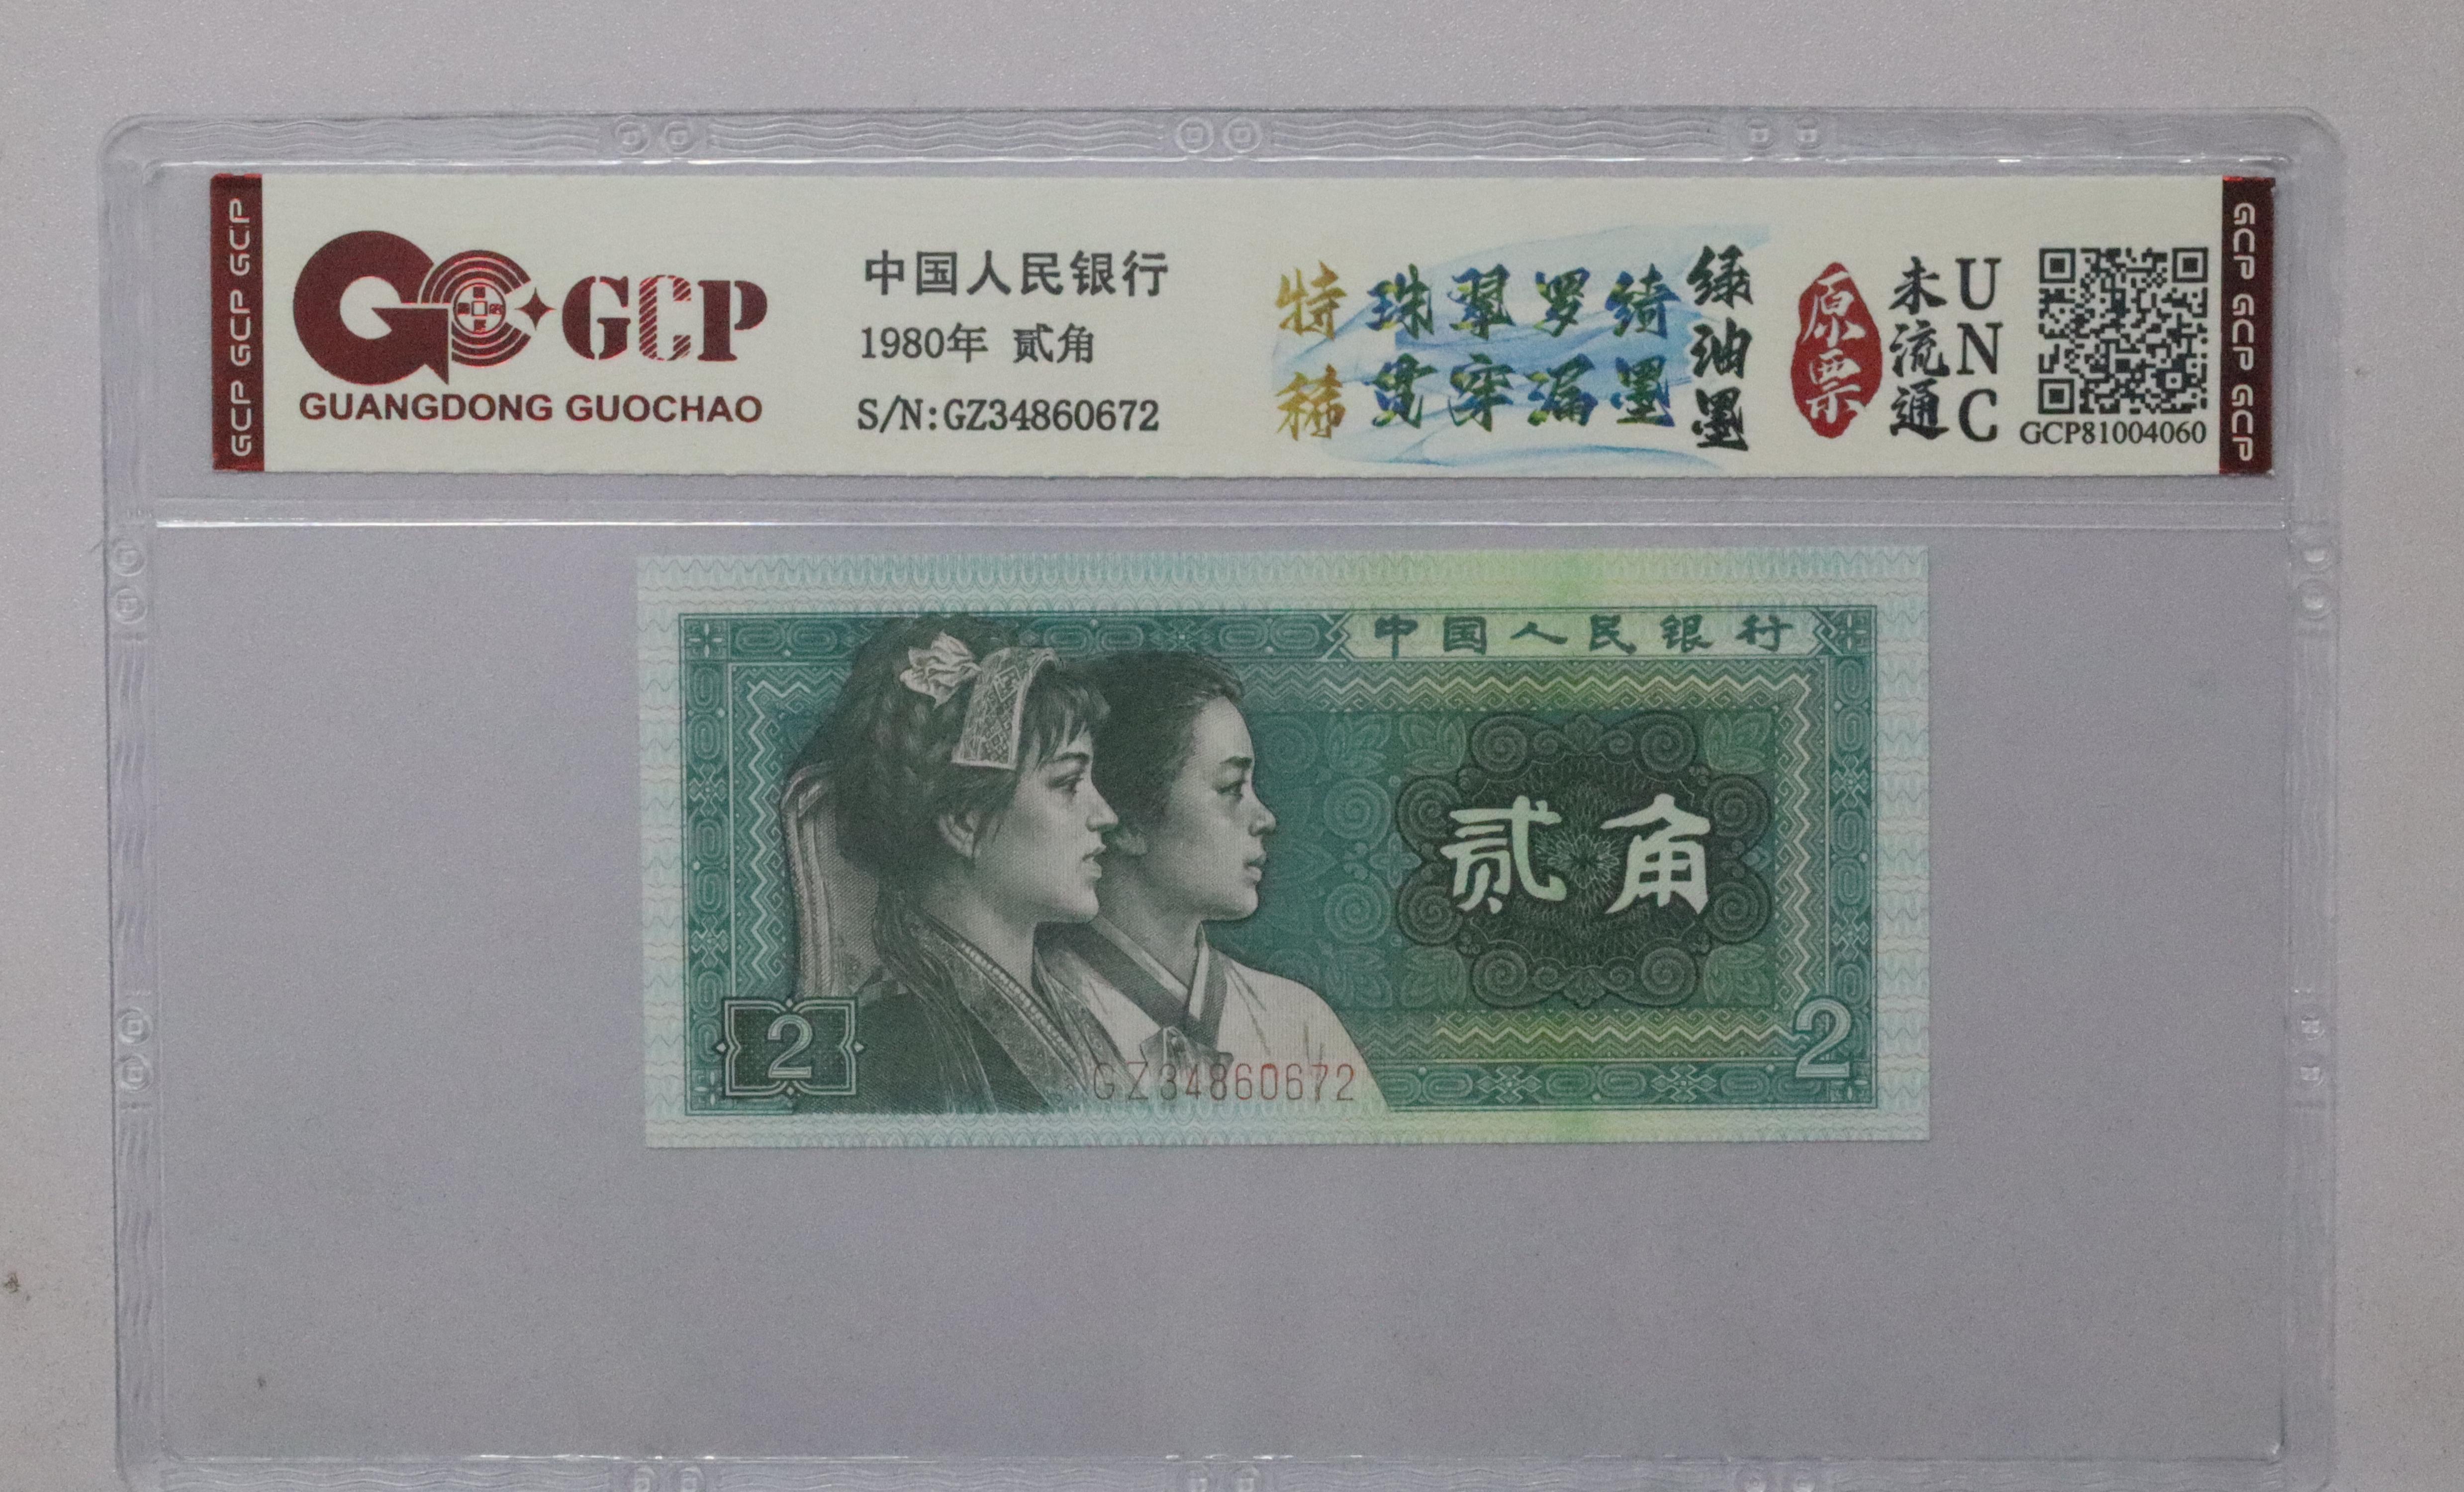 GCP GCP GCP
GCP
GUANGDONG GUOCHAO
中国人民银行
1980年 贰角
S/N:GZ34860672
特稀
珠翠罗绮
贯穿漏墨
绿油墨
原票
未流通
UNC
GCP81004060
GCP GCP GCP
中国人民银行
贰角
2
2
GZ34860672